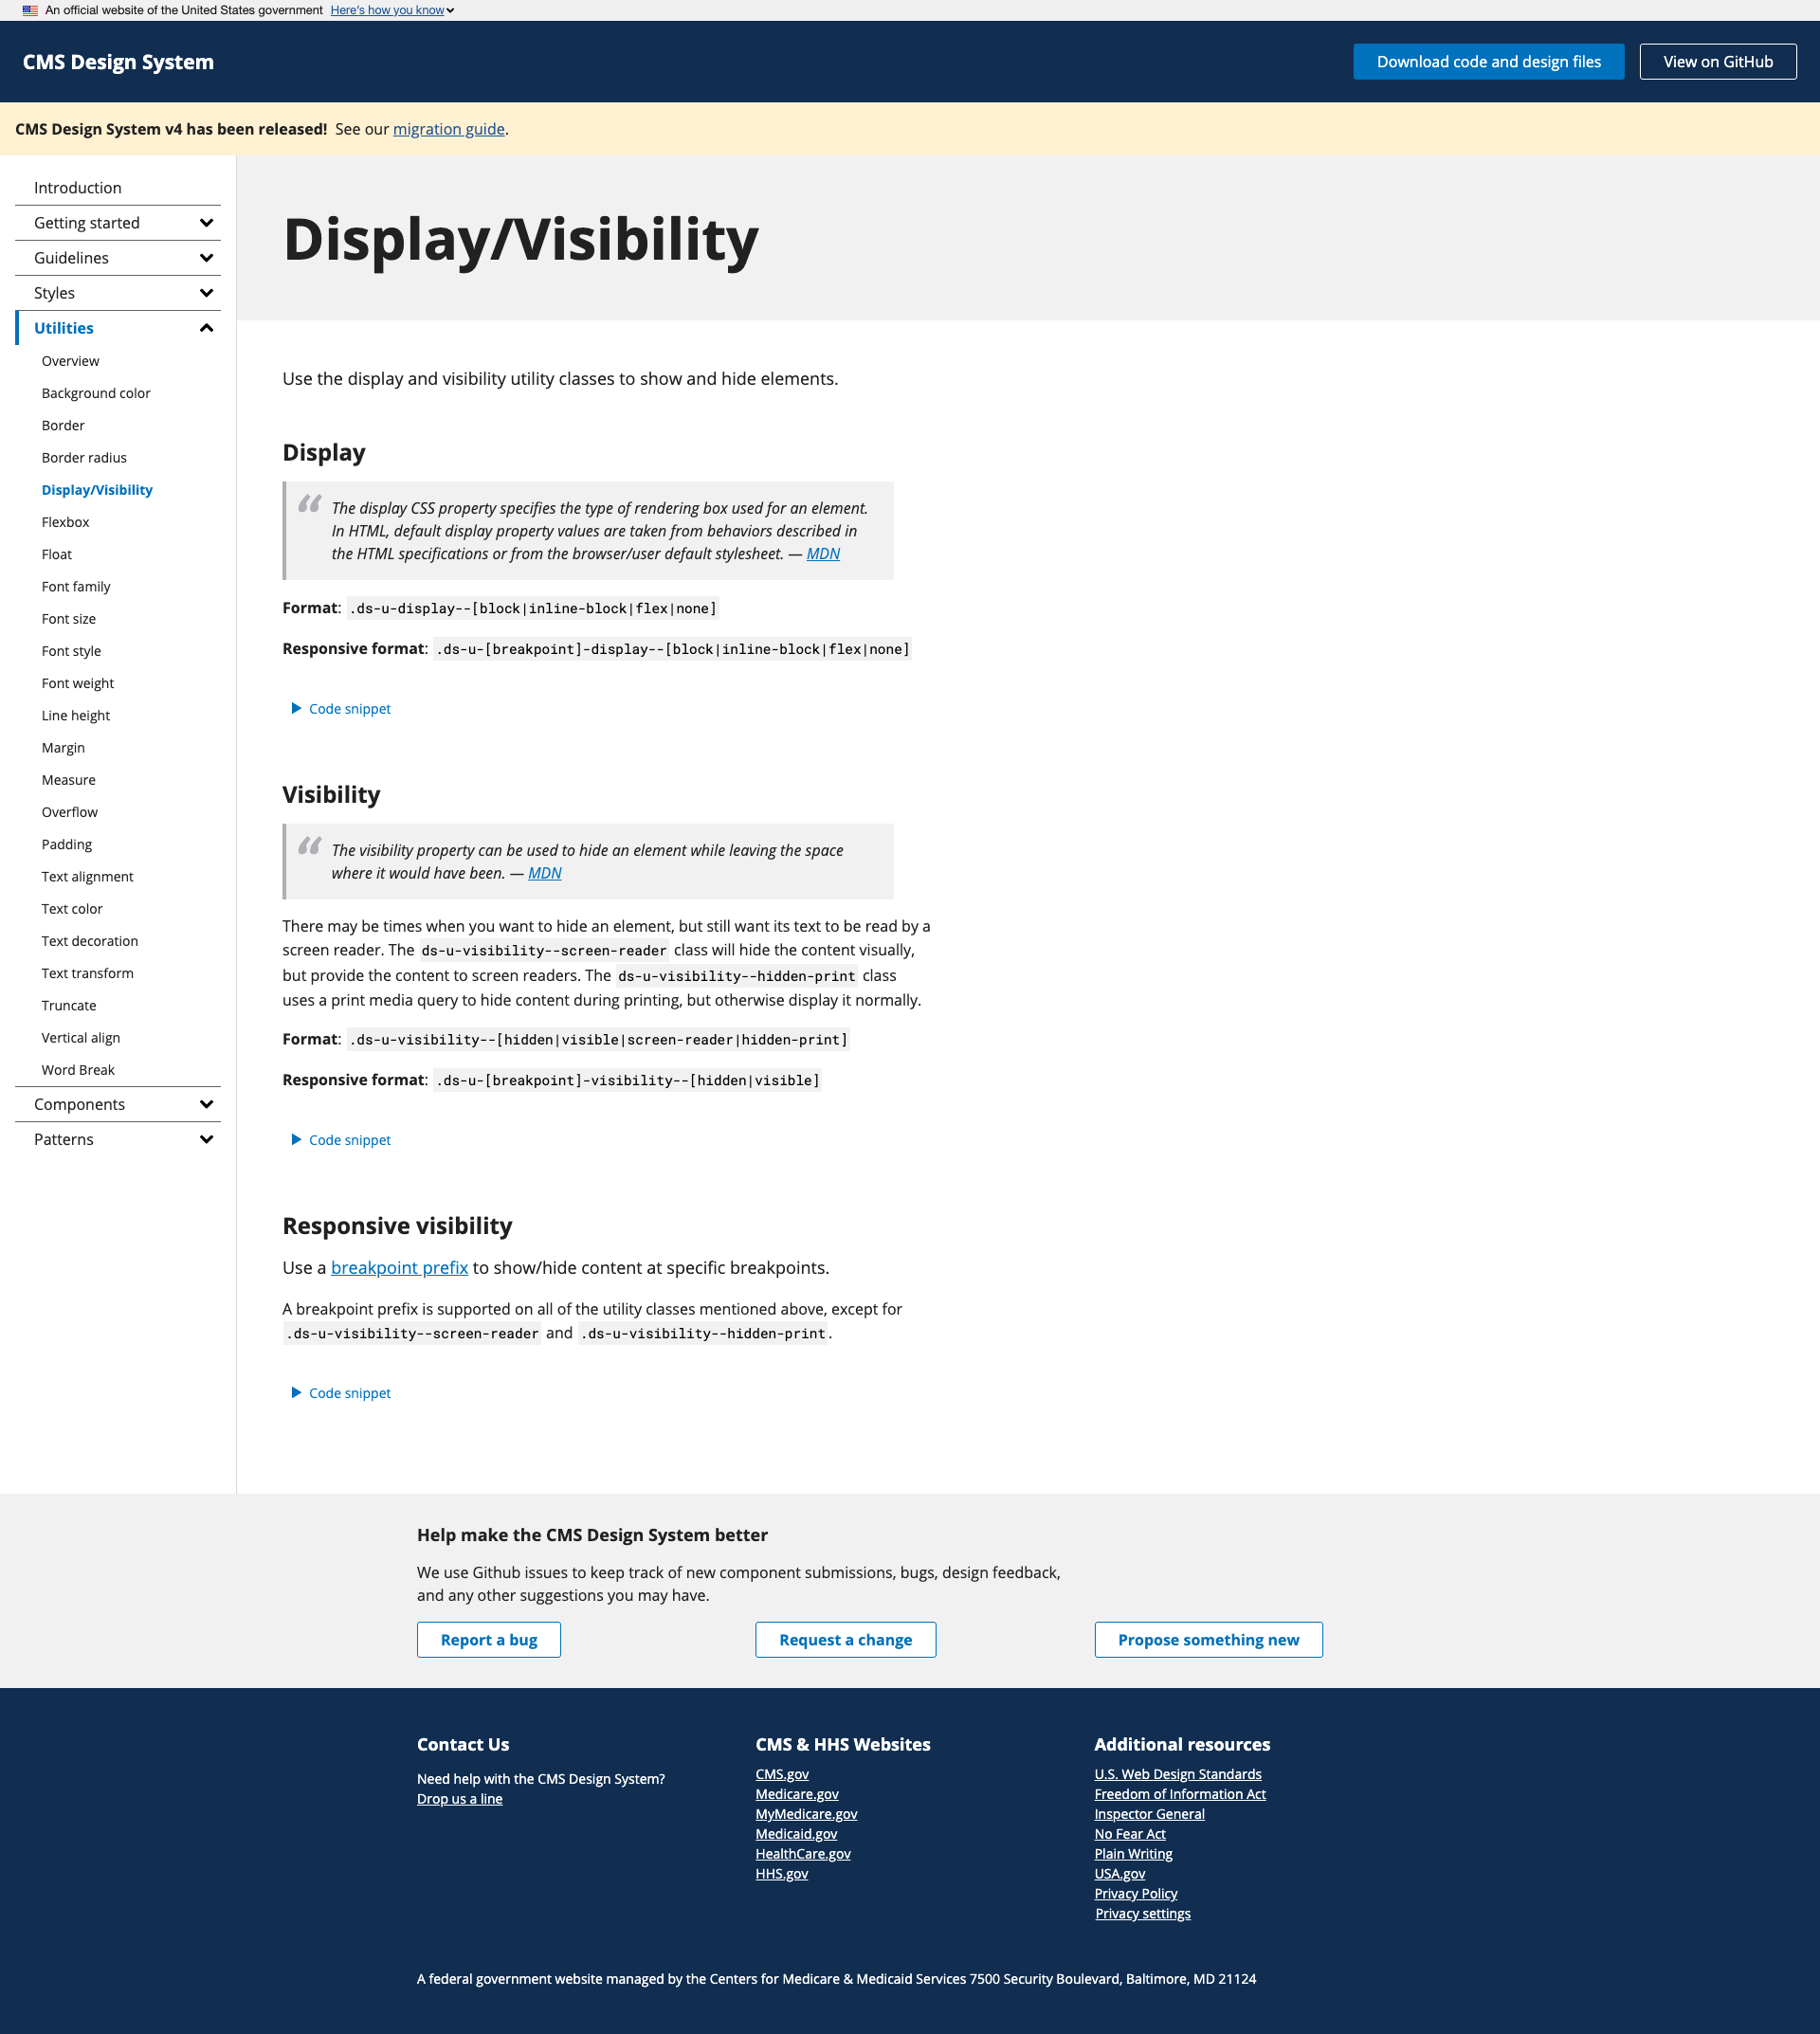 An official website of the United States government Here's how you know
CMS Design System
Download code and design files
View on GitHub
CMS Design System v4 has been released! See our migration guide.
Introduction
Getting started
Guidelines
Styles
Utilities
Overview
Background color
Border
Border radius
Display/Visibility
Flexbox
Float
Font family
Font size
Font style
Font weight
Line height
Margin
Measure
Overflow
Padding
Text alignment
Text color
Text decoration
Text transform
Truncate
Vertical align
Word Break
Components
Patterns
Display/Visibility
Use the display and visibility utility classes to show and hide elements.
Display
“ The display CSS property specifies the type of rendering box used for an element.
In HTML, default display property values are taken from behaviors described in
the HTML specifications or from the browser/user default stylesheet. — MDN
Format: .ds-u-display--[block|inline-block|flex|none]
Responsive format: .ds-u-[breakpoint]-display--[block|inline-block|flex|none]
Code snippet
Visibility
“ The visibility property can be used to hide an element while leaving the space
where it would have been. — MDN
There may be times when you want to hide an element, but still want its text to be read by a
screen reader. The ds-u-visibility--screen-reader class will hide the content visually,
but provide the content to screen readers. The ds-u-visibility--hidden-print class
uses a print media query to hide content during printing, but otherwise display it normally.
Format: .ds-u-visibility--[hidden|visible|screen-reader|hidden-print]
Responsive format: .ds-u-[breakpoint]-visibility--[hidden|visible]
Code snippet
Responsive visibility
Use a breakpoint prefix to show/hide content at specific breakpoints.
A breakpoint prefix is supported on all of the utility classes mentioned above, except for
.ds-u-visibility--screen-reader and .ds-u-visibility--hidden-print.
Code snippet
Help make the CMS Design System better
We use Github issues to keep track of new component submissions, bugs, design feedback,
and any other suggestions you may have.
Report a bug
Request a change
Propose something new
Contact Us
Need help with the CMS Design System?
Drop us a line
CMS & HHS Websites
CMS.gov
Medicare.gov
MyMedicare.gov
Medicaid.gov
HealthCare.gov
HHS.gov
Additional resources
U.S. Web Design Standards
Freedom of Information Act
Inspector General
No Fear Act
Plain Writing
USA.gov
Privacy Policy
Privacy settings
A federal government website managed by the Centers for Medicare & Medicaid Services 7500 Security Boulevard, Baltimore, MD 21124